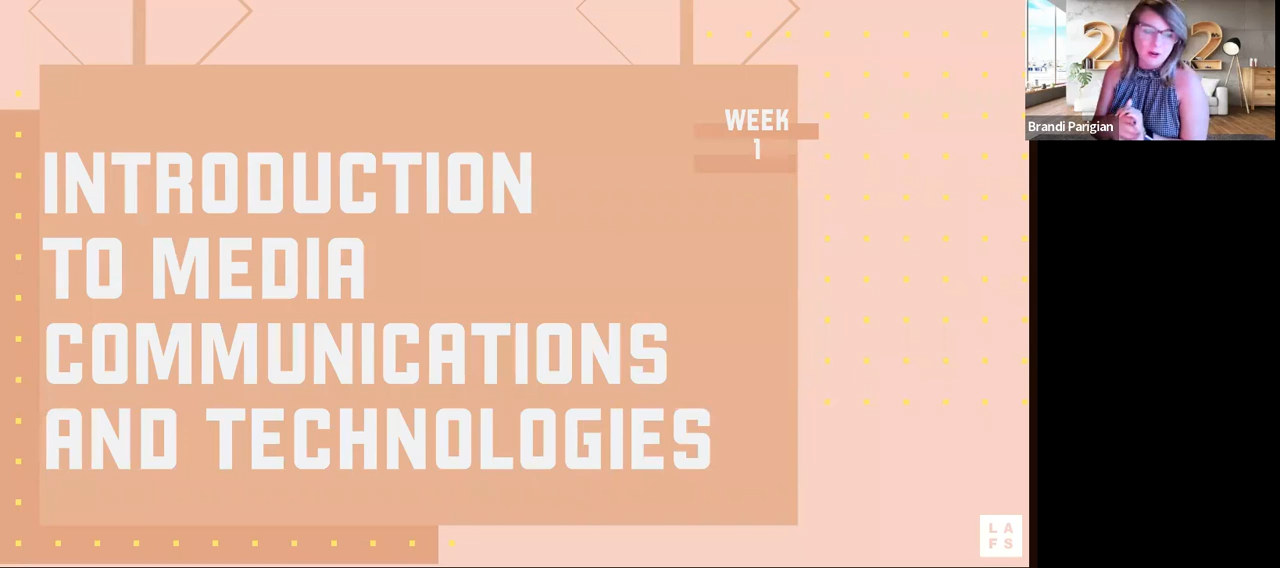 WEEK
1
INTRODUCTION
TO MEDIA
COMMUNICATIONS
AND TECHNOLOGIES
Brandi Parigian
L A
F S